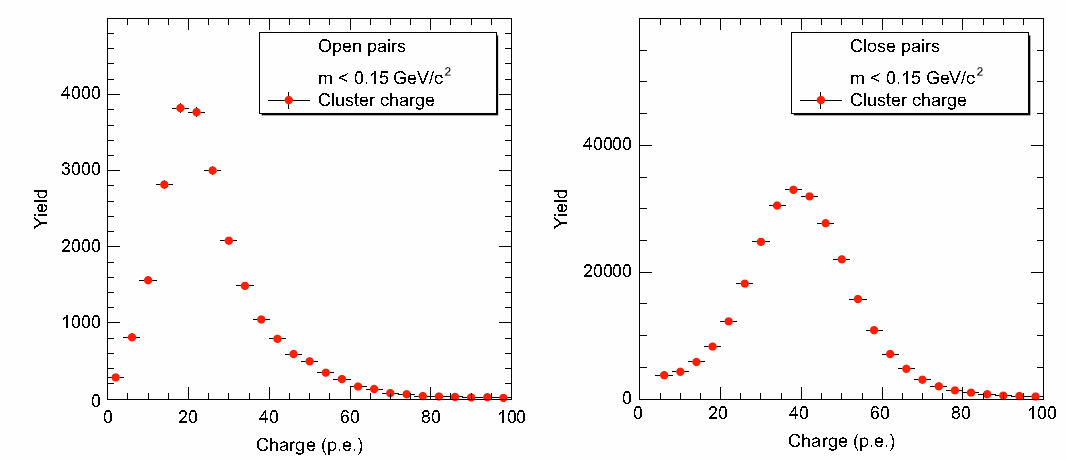 Open pairs
m < 0.15 GeV/c²
Cluster charge
4000
3000
2000
1000
0
Yield
0 20 40 60 80 100
Charge (p.e.)
Close pairs
m < 0.15 GeV/c²
Cluster charge
40000
20000
0
Yield
0 20 40 60 80 100
Charge (p.e.)